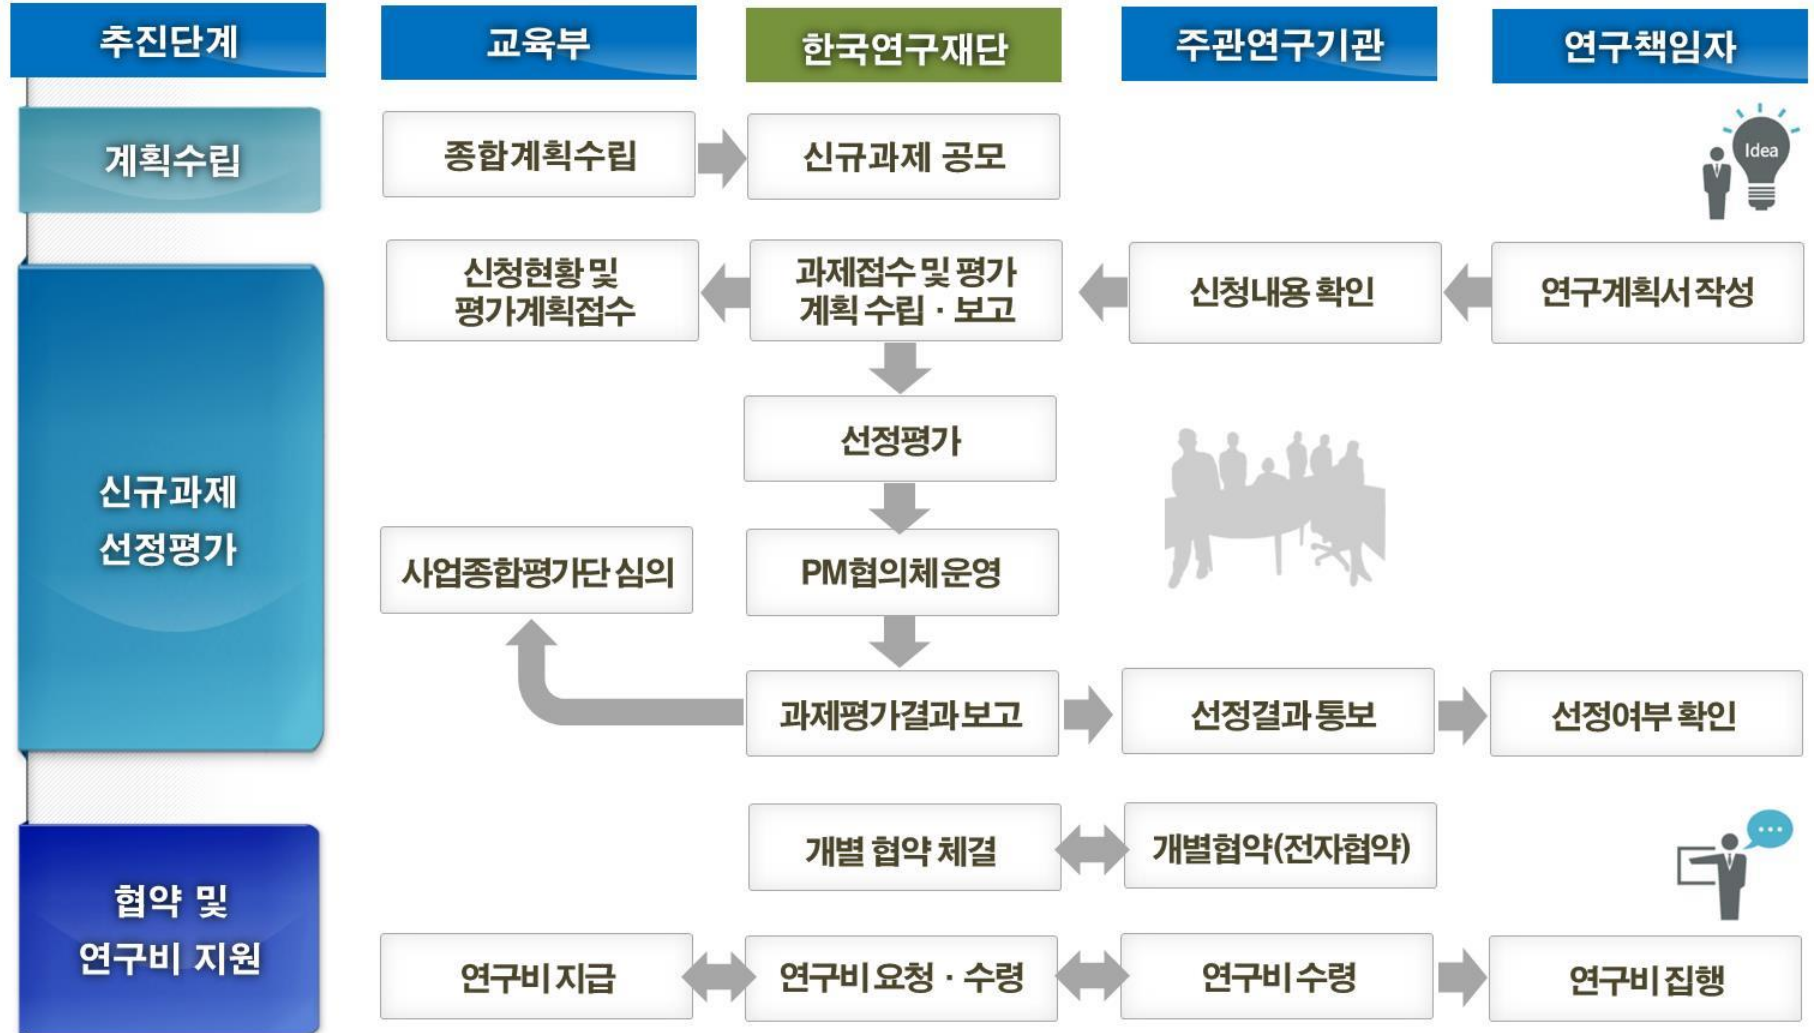 추진단계
교육부
한국연구재단
주관연구기관
연구책임자
계획수립
종합계획수립
신규과제 공모
Idea
신규과제
선정평가
신청현황 및
평가계획접수
과제접수 및 평가
계획 수립 · 보고
신청내용 확인
연구계획서 작성
선정평가
사업종합평가단 심의
PM협의체 운영
과제평가결과 보고
선정결과 통보
선정여부 확인
협약 및
연구비 지원
개별 협약 체결
개별협약(전자협약)
연구비 지급
연구비 요청 · 수령
연구비 수령
연구비 집행